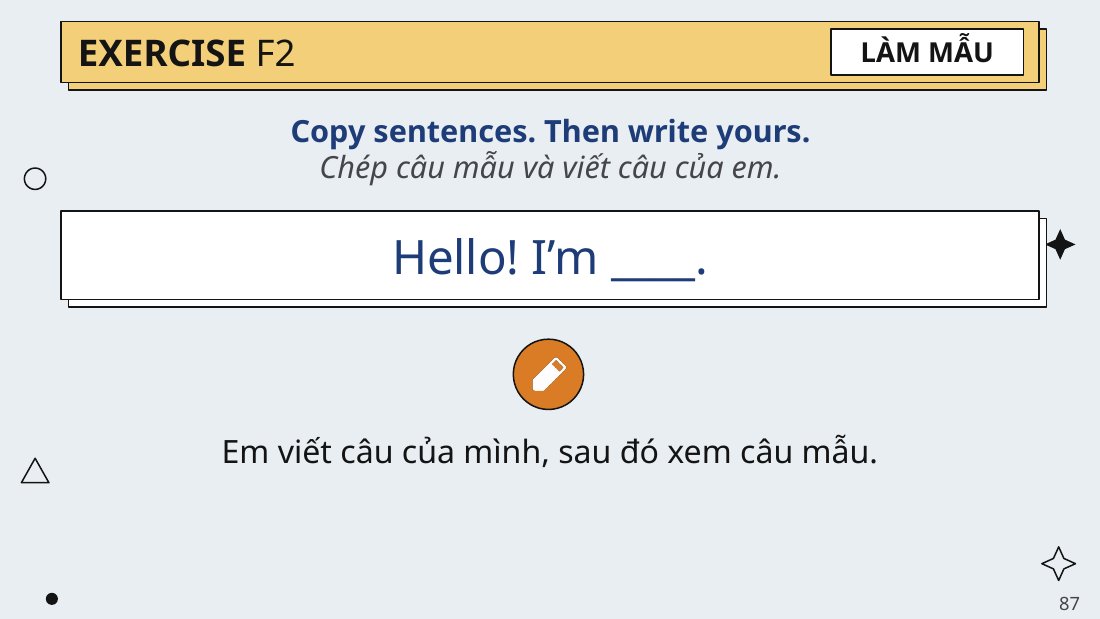 EXERCISE F2
LÀM MẪU
Copy sentences. Then write yours.
Chép câu mẫu và viết câu của em.
Hello! I’m ____.
Em viết câu của mình, sau đó xem câu mẫu.
87